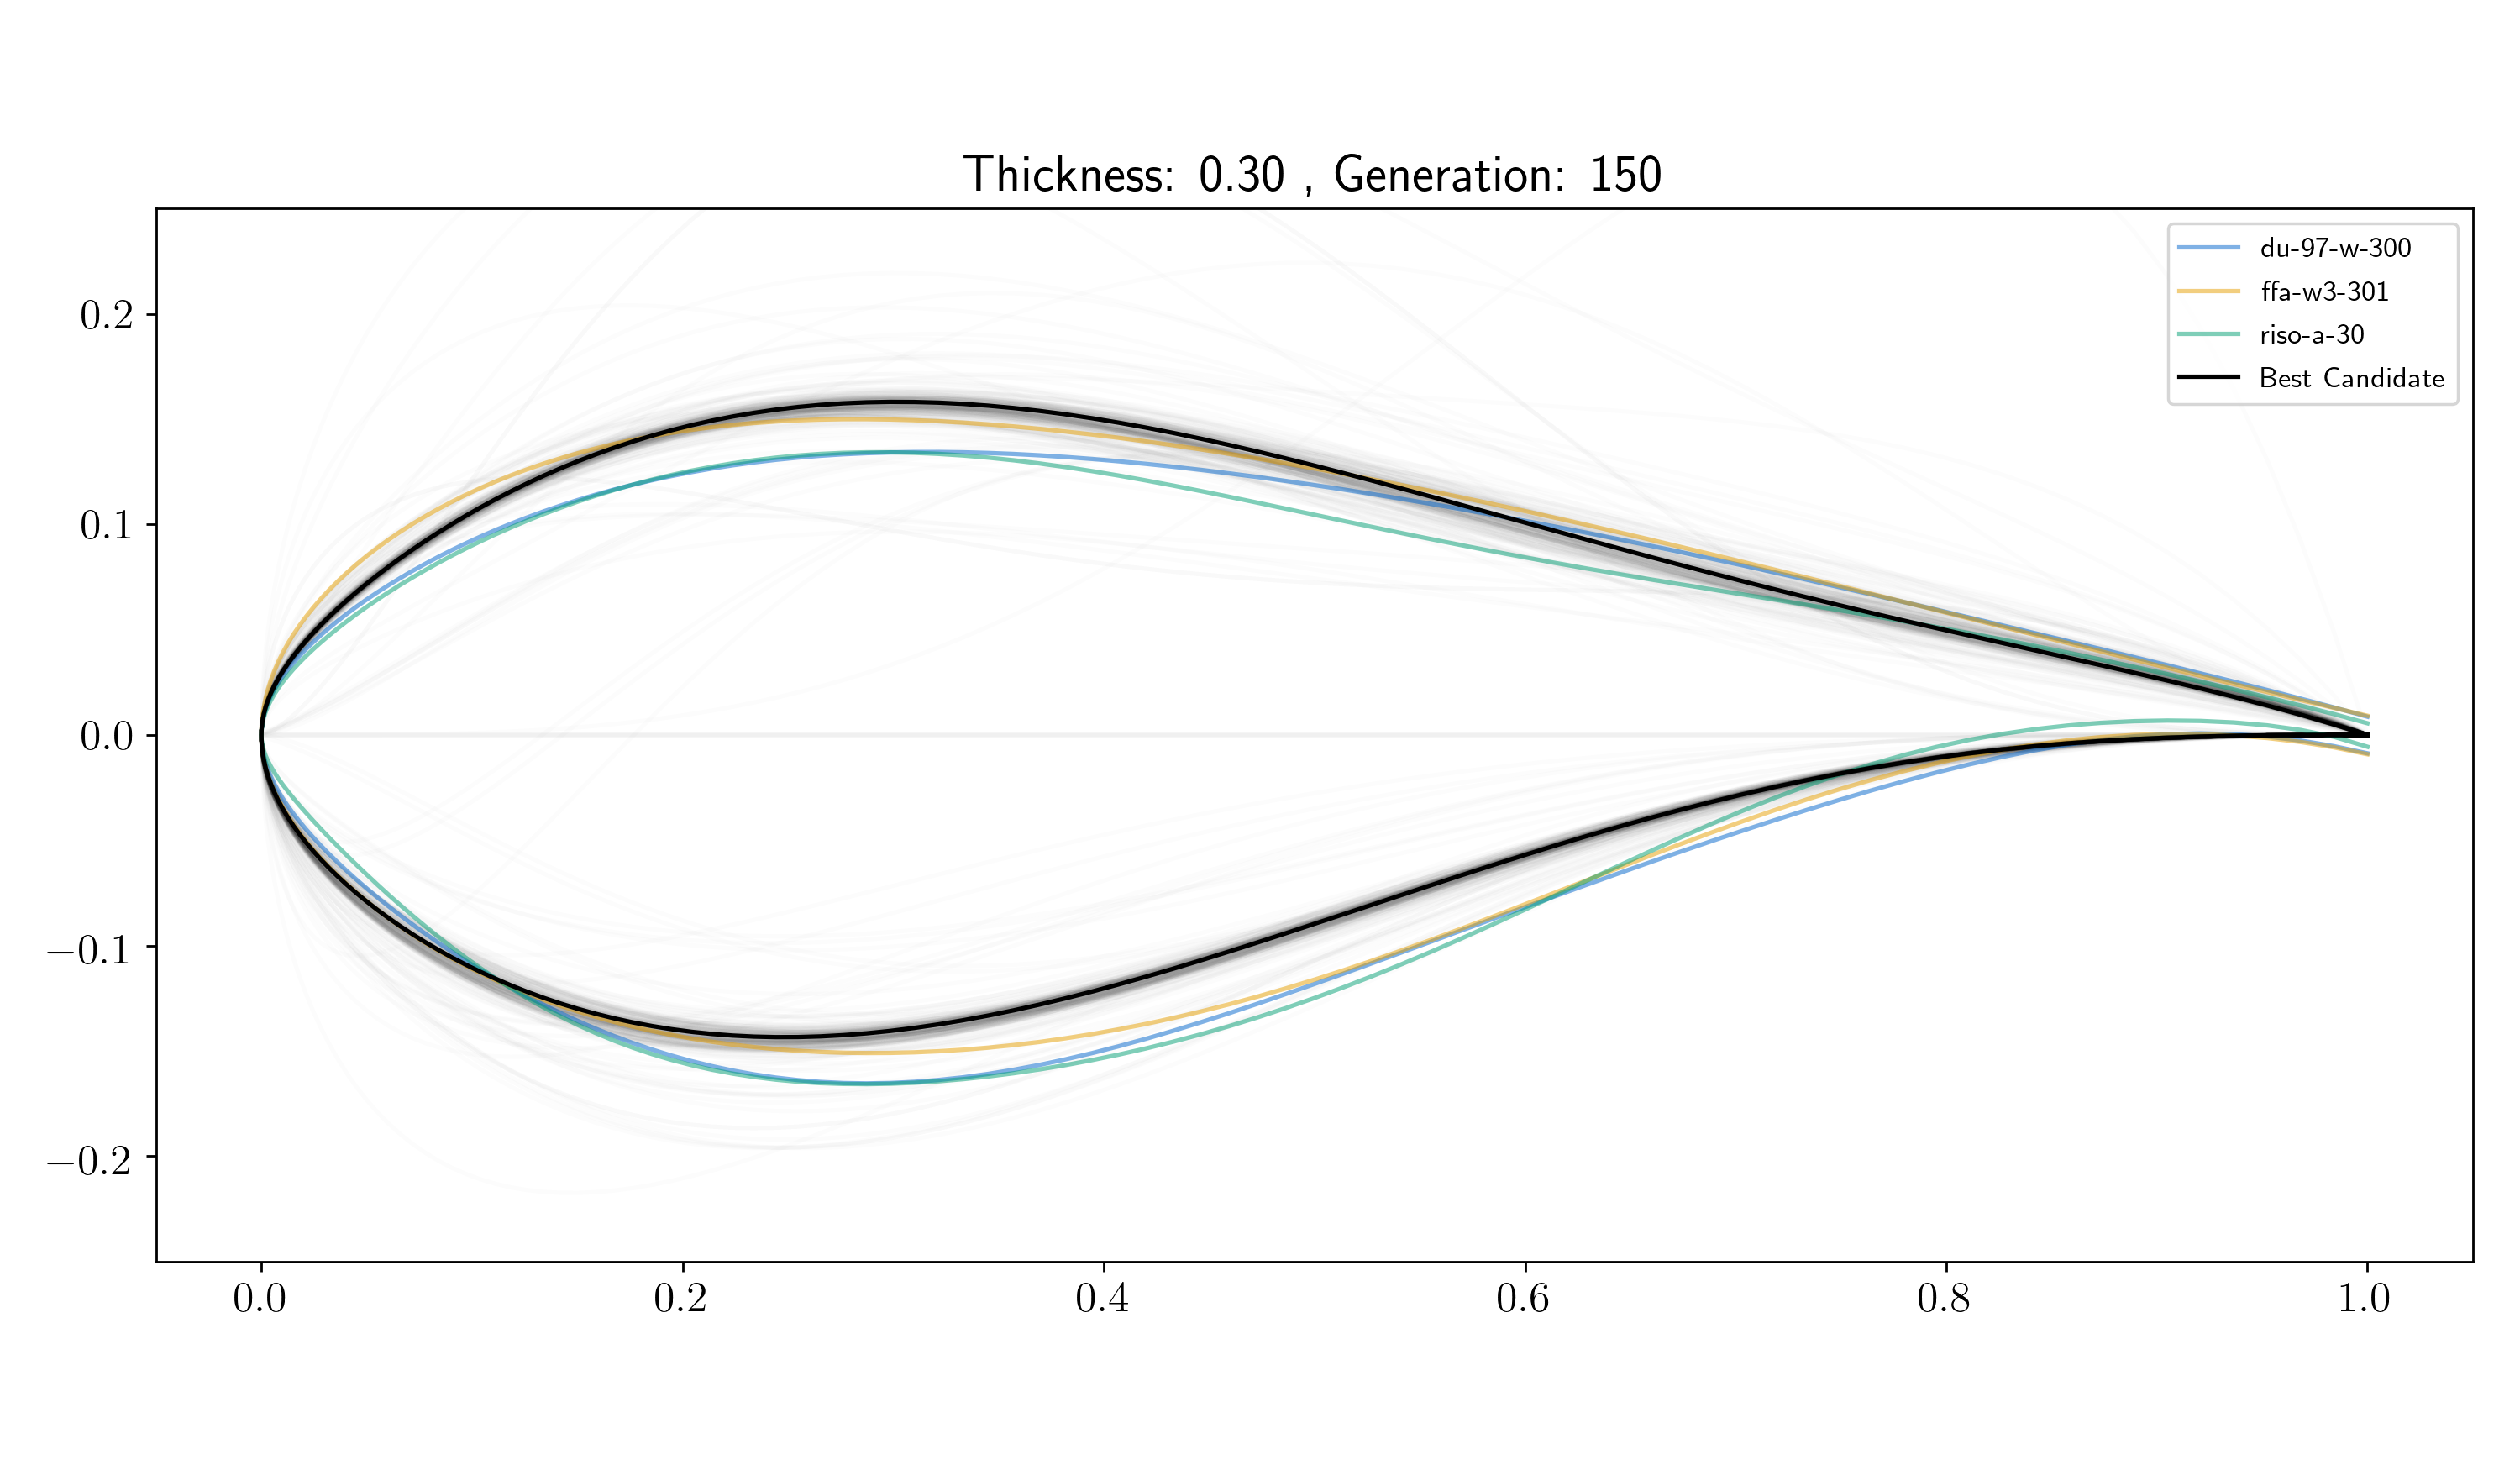 Thickness: 0.30 , Generation: 150
du-97-w-300
ffa-w3-301
riso-a-30
Best Candidate
0.2
0.1
0.0
−0.1
−0.2
0.0 0.2 0.4 0.6 0.8 1.0